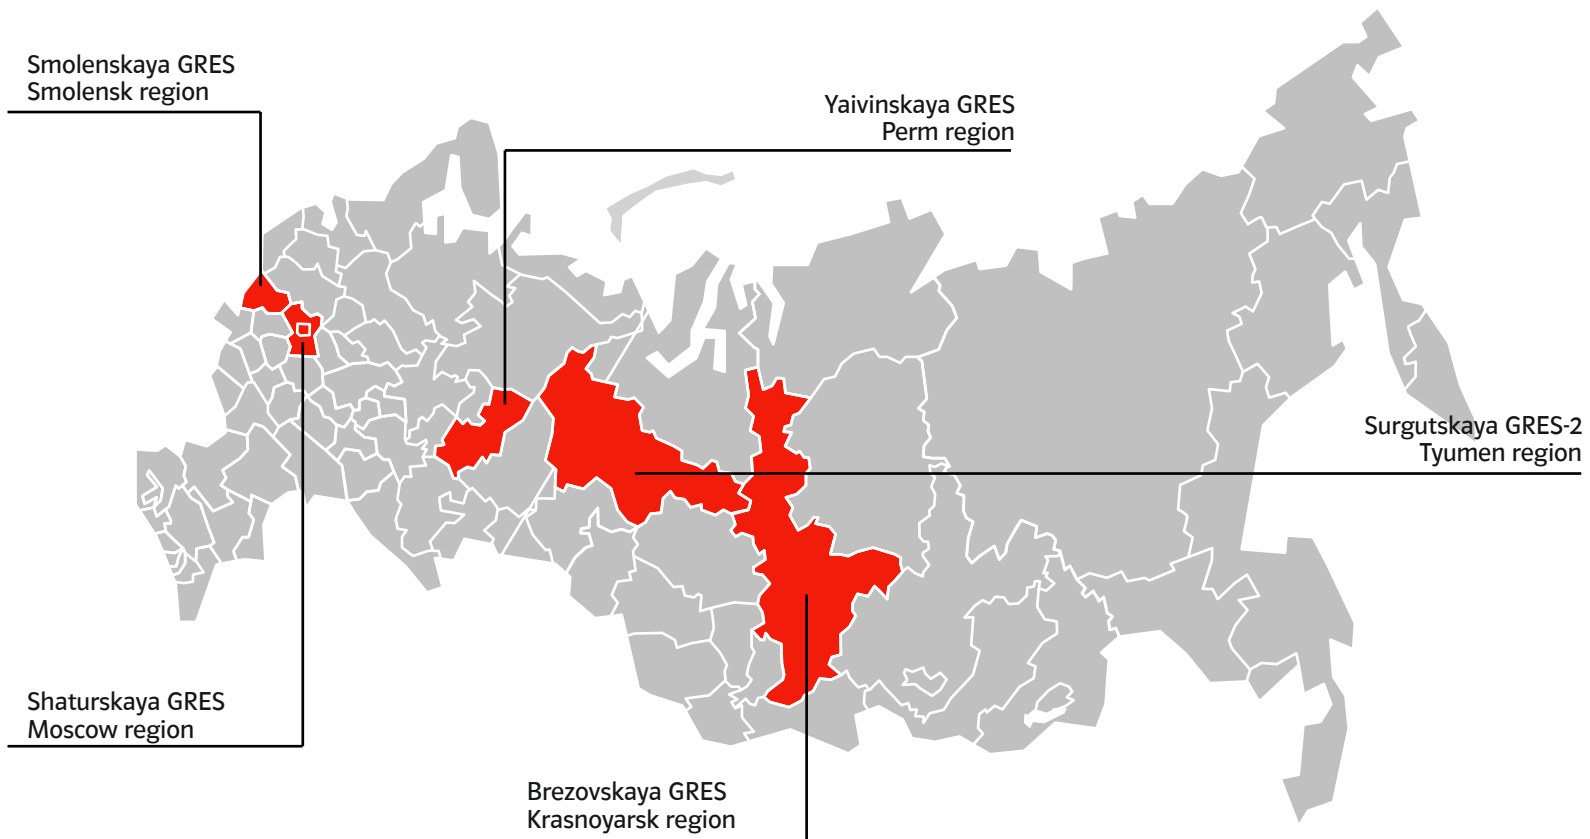 Smolenskaya GRES
Smolensk region
Yaivinskaya GRES
Perm region
Surgutskaya GRES-2
Tyumen region
Shaturskaya GRES
Moscow region
Brezovskaya GRES
Krasnoyarsk region